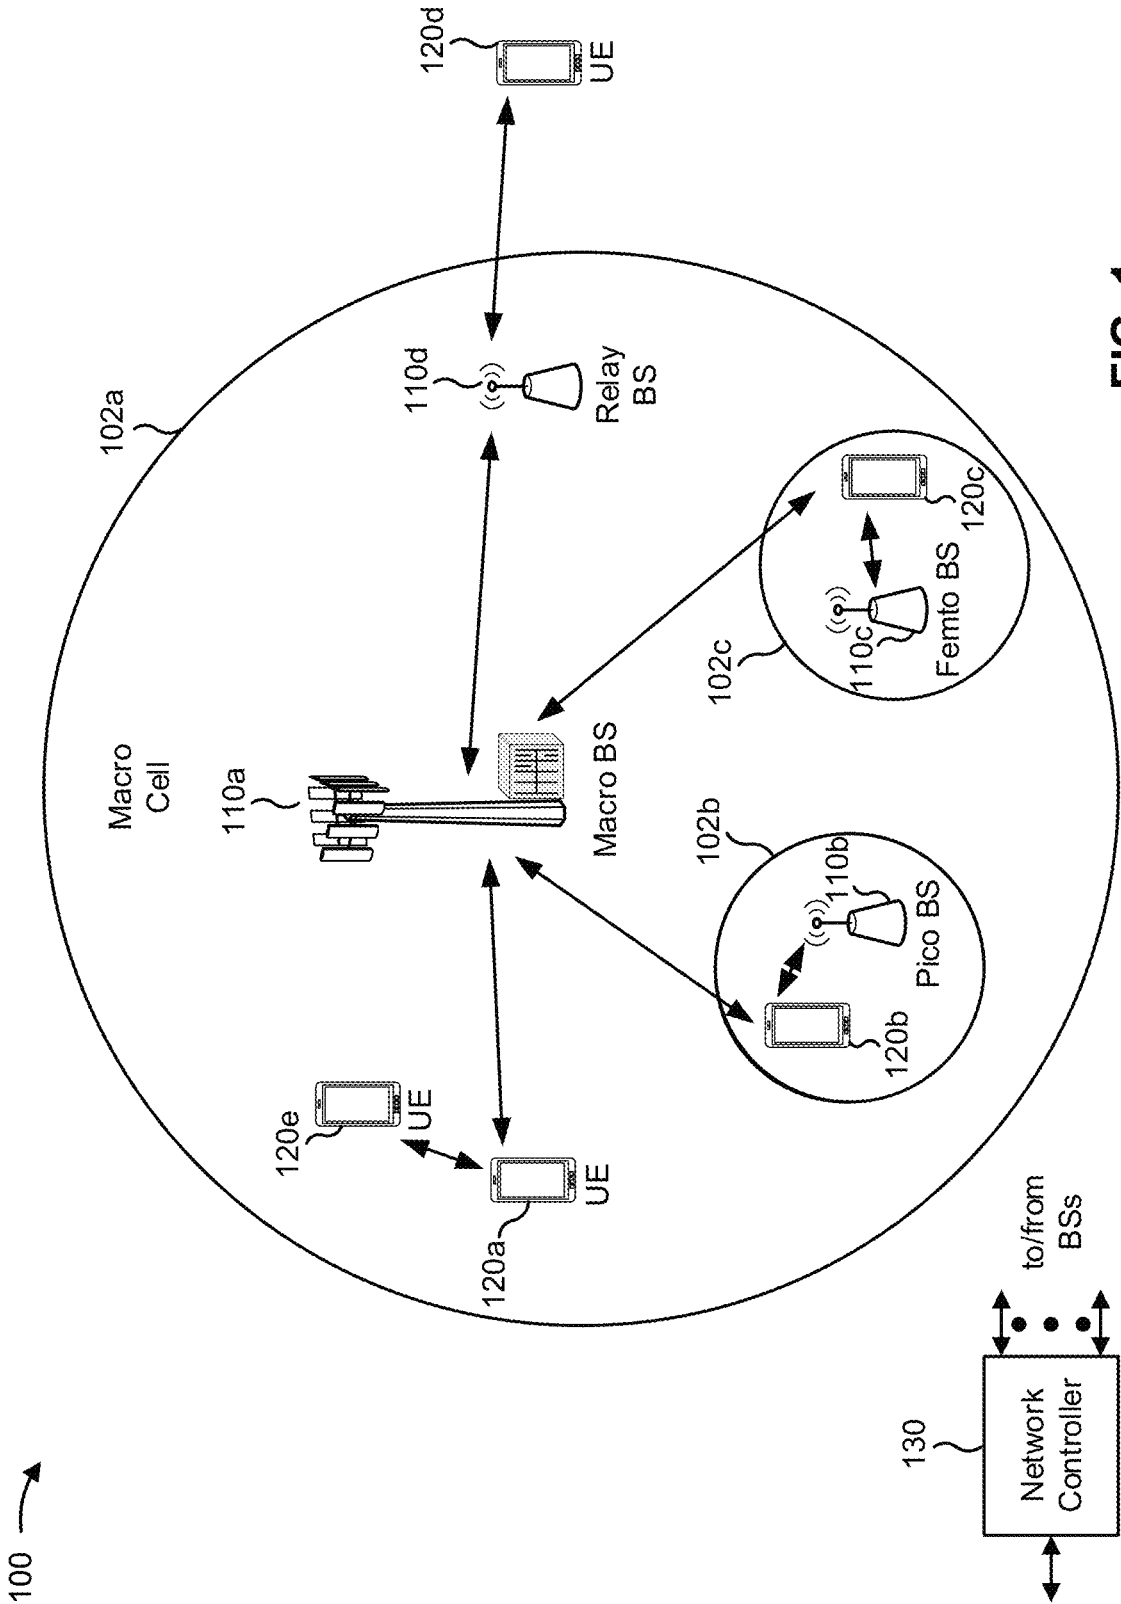 100
102a
Macro
Cell
110a
120d
UE
110d
Relay
BS
120e
UE
120a
UE
Macro BS
102b
110b
Pico BS
120b
102c
110c
Femto BS
120c
130
Network
Controller
to/from
BSs